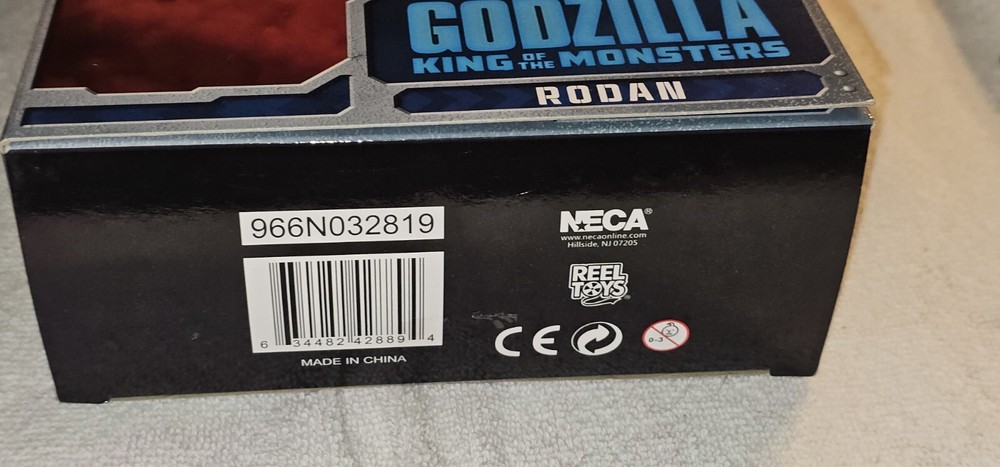 GODZILLA
KING OF THE MONSTERS
RODAN
966N032819
NECA®
www.necaonline.com
Hillside, NJ 07205
REEL
TOYS
6 34482 42889 4
CE
0-3
MADE IN CHINA